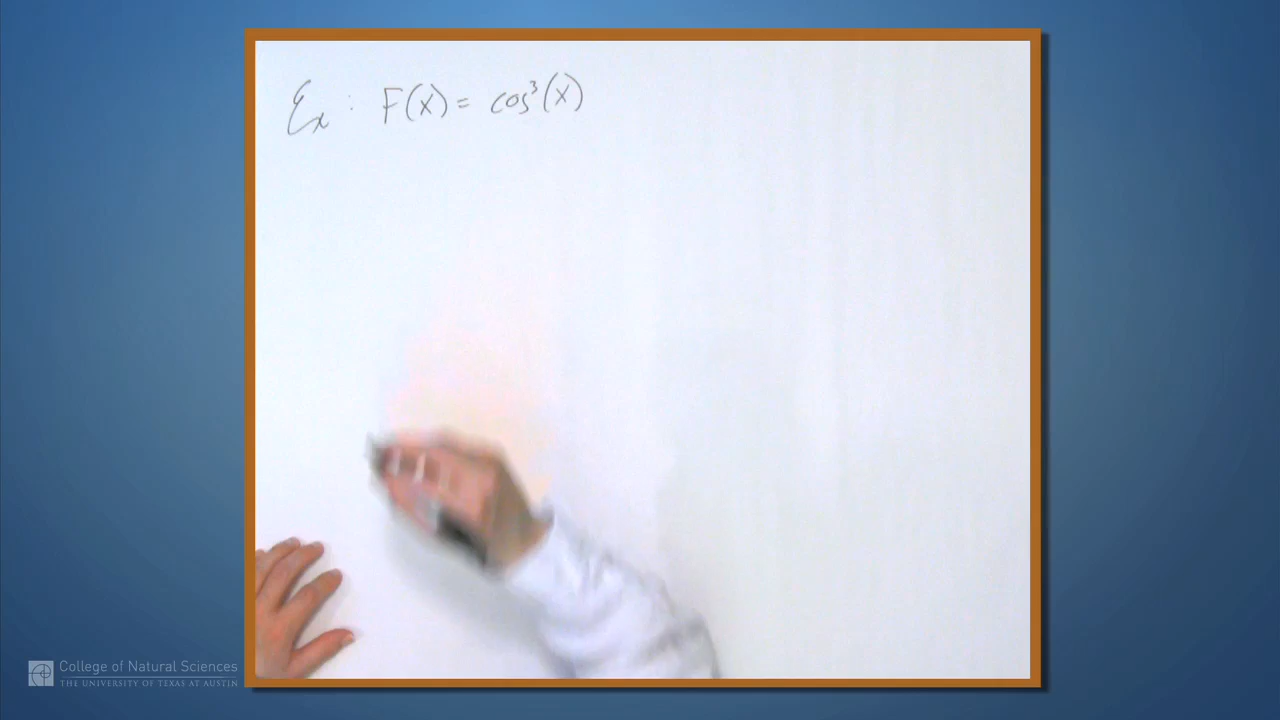 Ex : F(x) = cos³(x)
College of Natural Sciences
THE UNIVERSITY OF TEXAS AT AUSTIN